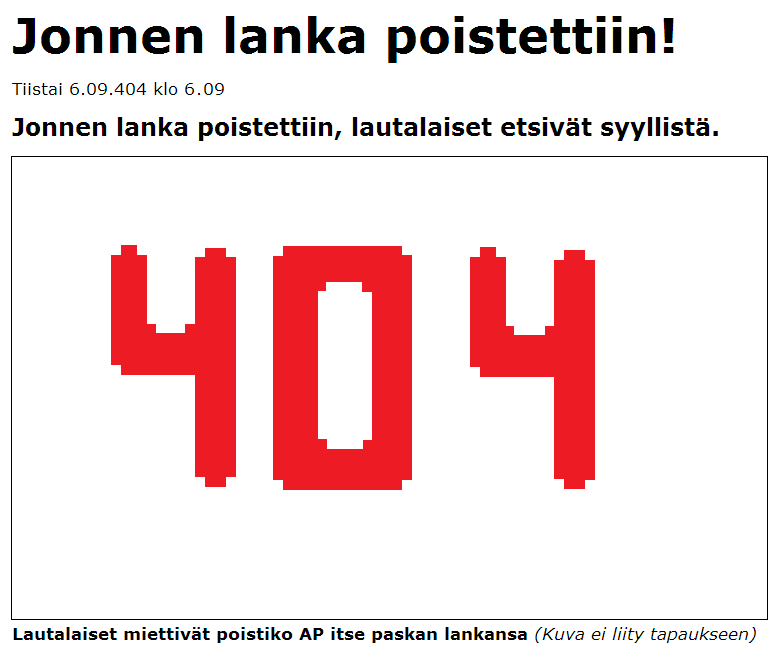 Jonnen lanka poistettiin!
Tiistai 6.09.404 klo 6.09
Jonnen lanka poistettiin, lautalaiset etsivät syyllistä.
404
Lautalaiset miettivät poistiko AP itse paskan lankansa (Kuva ei liity tapaukseen)